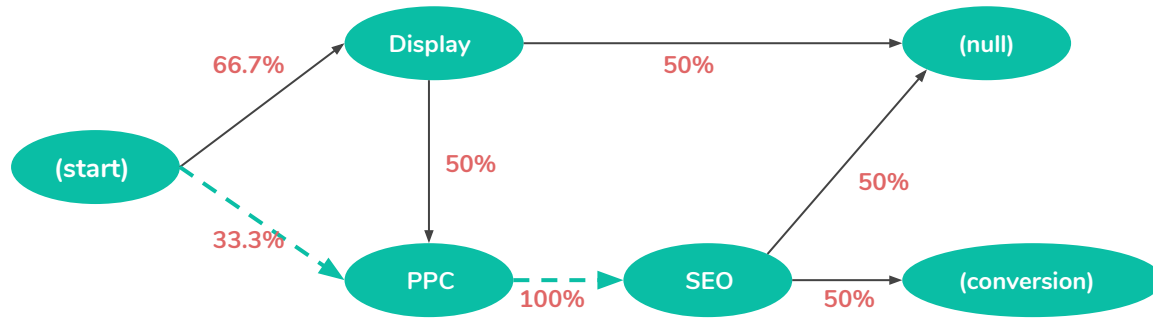 Display
(null)
66.7%
50%
(start)
50%
50%
33.3%
PPC
SEO
(conversion)
100%
50%